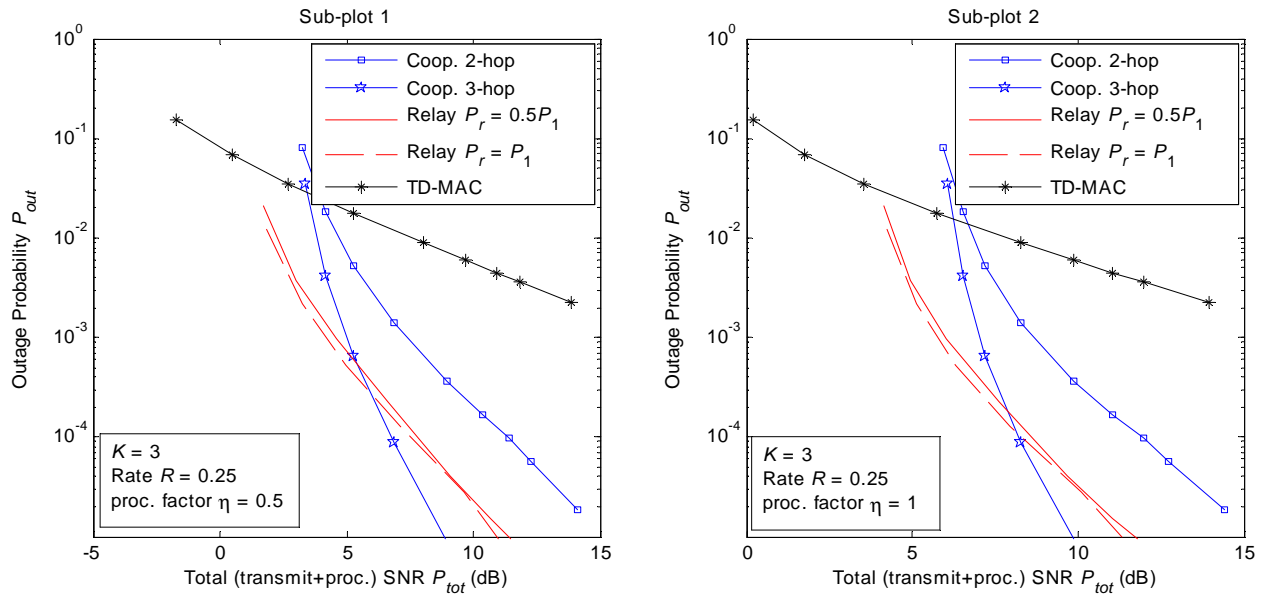 Sub-plot 1
10^0
10^-1
10^-2
10^-3
10^-4
Outage Probability P_out
-5
0
5
10
15
Total (transmit+proc.) SNR P_tot (dB)
Coop. 2-hop
Coop. 3-hop
Relay P_r = 0.5P_1
Relay P_r = P_1
TD-MAC
K = 3
Rate R = 0.25
proc. factor η = 0.5
Sub-plot 2
10^0
10^-1
10^-2
10^-3
10^-4
Outage Probability P_out
0
5
10
15
Total (transmit+proc.) SNR P_tot (dB)
Coop. 2-hop
Coop. 3-hop
Relay P_r = 0.5P_1
Relay P_r = P_1
TD-MAC
K = 3
Rate R = 0.25
proc. factor η = 1